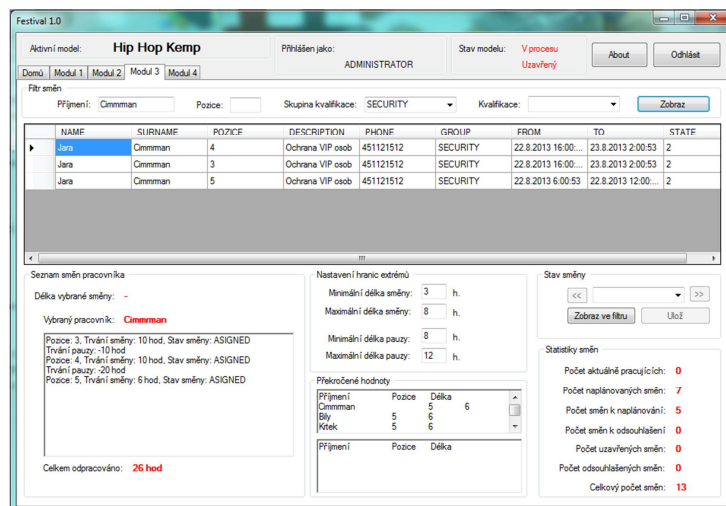 Festival 1.0
Aktivní model: Hip Hop Kemp Přihlášen jako: ADMINISTRATOR Stav modelu: V procesu Uzavřený About Odhlásit
Domů Modul 1 Modul 2 Modul 3 Modul 4
Filtr směn
Příjmení: Cimmrman Pozice: Skupina kvalifikace: SECURITY Kvalifikace: Zobraz
NAME SURNAME POZICE DESCRIPTION PHONE GROUP FROM TO STATE
Jara Cimmrman 4 Ochrana VIP osob 451121512 SECURITY 22.8.2013 16:00:... 23.8.2013 2:00:53 2
Jara Cimmrman 3 Ochrana VIP osob 451121512 SECURITY 22.8.2013 16:00:... 23.8.2013 2:00:53 2
Jara Cimmrman 5 Ochrana VIP osob 451121512 SECURITY 22.8.2013 6:00:53 22.8.2013 12:00:... 2
Seznam směn pracovníka
Délka vybrané směny: -
Vybraný pracovník: Cimmrman
Pozice: 3, Trvání směny: 10 hod, Stav směny: ASIGNED
Trvání pauzy: -10 hod
Pozice: 4, Trvání směny: 10 hod, Stav směny: ASIGNED
Trvání pauzy: -20 hod
Pozice: 5, Trvání směny: 6 hod, Stav směny: ASIGNED
Celkem odpracováno: 26 hod
Nastavení hranic extrémů
Minimální délka směny: 3 h.
Maximální délka směny: 8 h.
Minimální délka pauzy: 8 h.
Maximální délka pauzy: 12 h.
Překročené hodnoty
Příjmení Pozice Délka
Cimmrman 5 6
Bily 5 6
Krtek 5 6
Příjmení Pozice Délka
Stav směny
<< >>
Zobraz ve filtru Ulož
Statistiky směn
Počet aktuálně pracujících: 0
Počet naplánovaných směn: 7
Počet směn k naplánování: 5
Počet směn k odsouhlašení 0
Počet uzavřených směn: 0
Počet odsouhlašených směn: 0
Celkový počet směn: 13